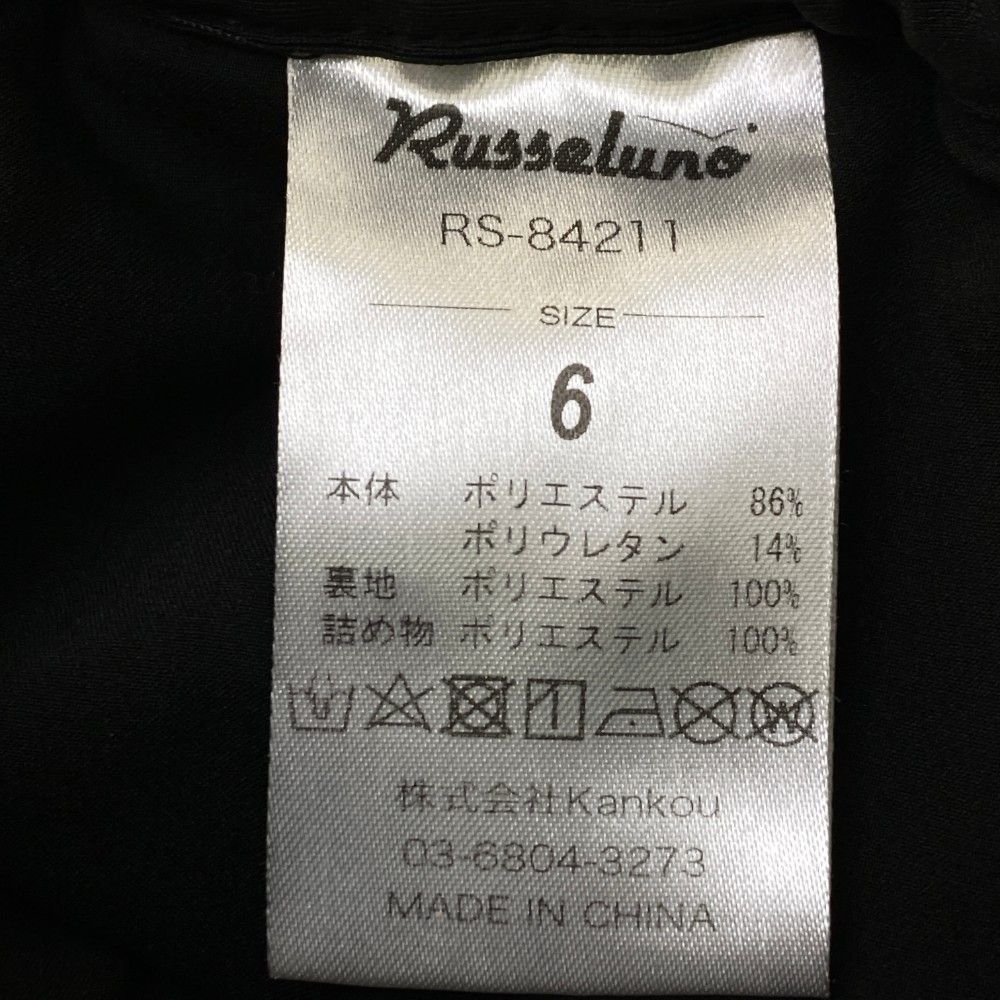 Russeluno
RS-84211
SIZE
6
本体 ポリエステル 86%
ポリウレタン 14%
裏地 ポリエステル 100%
詰め物 ポリエステル 100%
W
株式会社Kankou
03-6804-3273
MADE IN CHINA